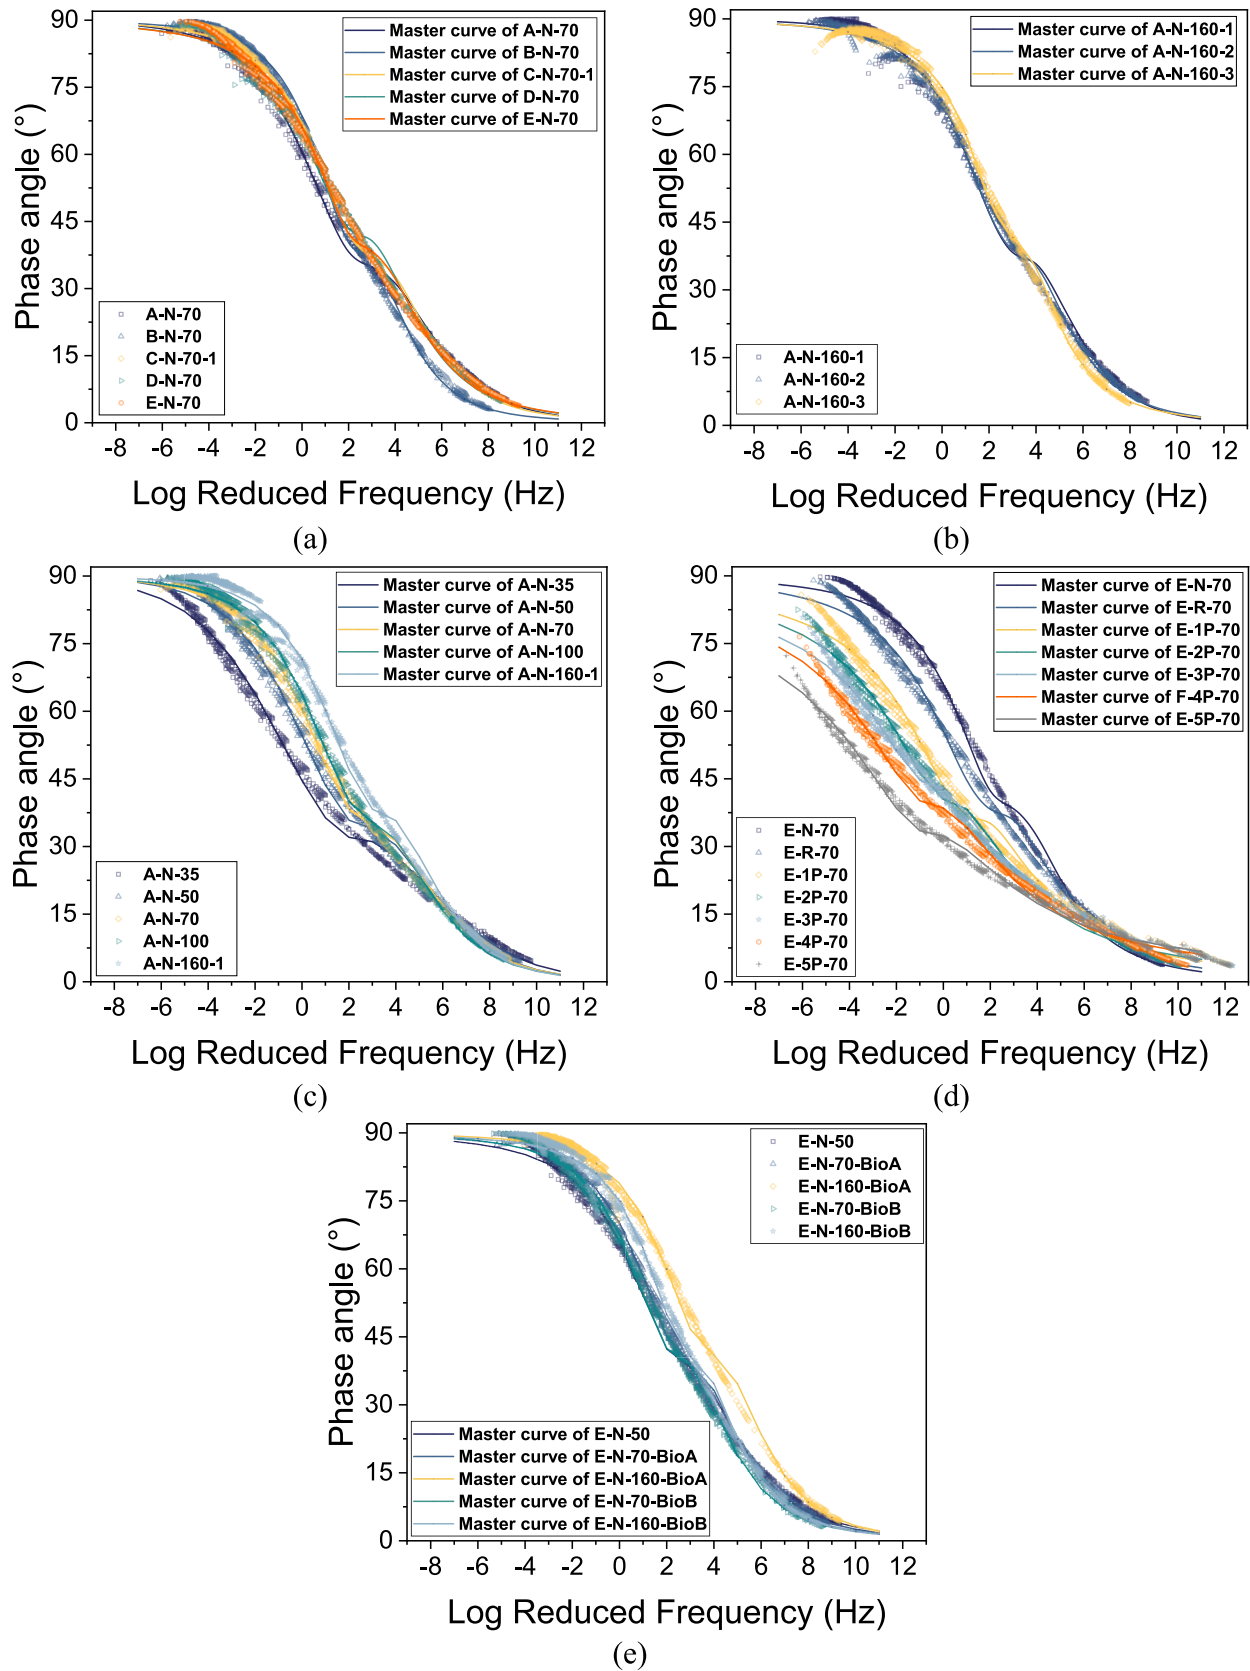 90
75
60
45
30
15
0
Phase angle (°)
Master curve of A-N-70
Master curve of B-N-70
Master curve of C-N-70-1
Master curve of D-N-70
Master curve of E-N-70
A-N-70
B-N-70
C-N-70-1
D-N-70
E-N-70
-8 -6 -4 -2 0 2 4 6 8 10 12
Log Reduced Frequency (Hz)
(a)
90
75
60
45
30
15
0
Phase angle (°)
Master curve of A-N-160-1
Master curve of A-N-160-2
Master curve of A-N-160-3
A-N-160-1
A-N-160-2
A-N-160-3
-8 -6 -4 -2 0 2 4 6 8 10 12
Log Reduced Frequency (Hz)
(b)
90
75
60
45
30
15
0
Phase angle (°)
Master curve of A-N-35
Master curve of A-N-50
Master curve of A-N-70
Master curve of A-N-100
Master curve of A-N-160-1
A-N-35
A-N-50
A-N-70
A-N-100
A-N-160-1
-8 -6 -4 -2 0 2 4 6 8 10 12
Log Reduced Frequency (Hz)
(c)
90
75
60
45
30
15
0
Phase angle (°)
Master curve of E-N-70
Master curve of E-R-70
Master curve of E-1P-70
Master curve of E-2P-70
Master curve of E-3P-70
Master curve of F-4P-70
Master curve of E-5P-70
E-N-70
E-R-70
E-1P-70
E-2P-70
E-3P-70
E-4P-70
E-5P-70
-8 -6 -4 -2 0 2 4 6 8 10 12
Log Reduced Frequency (Hz)
(d)
90
75
60
45
30
15
0
Phase angle (°)
E-N-50
E-N-70-BioA
E-N-160-BioA
E-N-70-BioB
E-N-160-BioB
Master curve of E-N-50
Master curve of E-N-70-BioA
Master curve of E-N-160-BioA
Master curve of E-N-70-BioB
Master curve of E-N-160-BioB
-8 -6 -4 -2 0 2 4 6 8 10 12
Log Reduced Frequency (Hz)
(e)